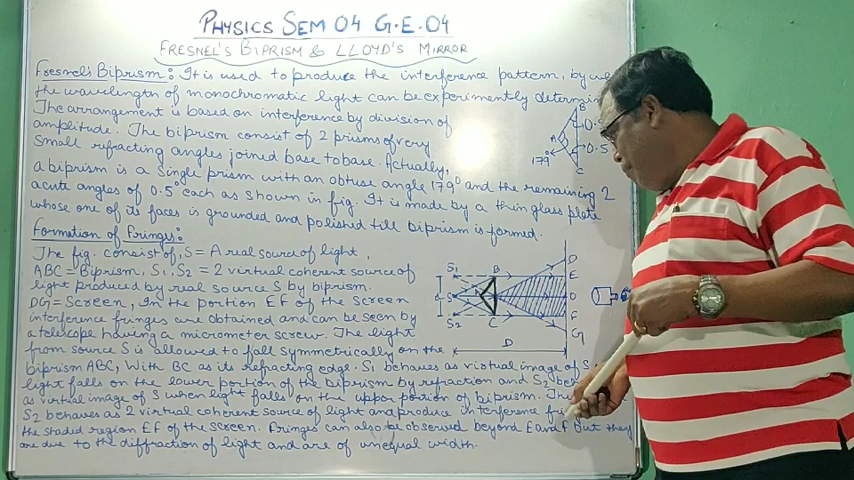 PHYSICS SEM 04 G.E.04
FRESNEL'S BIPRISM & LLOYD'S MIRROR
Fresnel's Biprism: It is used to produce the interference pattern, by
the wavelength of monochromatic light can be experimently
The arrangement is based on interference by division of
amplitude. The biprism consist of 2 prisms of very
small refracting angles joined base to base. Actually,
a biprism is a single prism with an obtuse angle 179° and the remaining 2
acute angles of 0.5° each as shown in fig. It is made by a thin glass plate
whose one of its faces is grounded and polished till biprism is formed.
B
0.5
A
0.5
179°
C
Formation of Fringes:
The fig. consist of, S = A real source of light,
ABC = Biprism, S1, S2 = 2 virtual coherent source of
light produced by real source S by biprism.
DG = Screen, In the portion EF of the screen
interference fringes are obtained and can be seen by
a telescope having a micrometer screw. The light
from source S is allowed to fall symmetrically on the
biprism ABC, With BC as its refracting edge. S1 behaves as virtual image of S
light falls on the lower portion of the biprism by refraction and S2
as virtual image of S when light falls on the uppor portion of biprism.
S2 behaves as 2 virtual coherent source of light and produce interference
the shaded region EF of the screen. Fringes can also be observed beyond E and F but they
are due to the diffraction of light and are of unequal width.
S1
B
D
E
S
O
S2
C
F
G
D